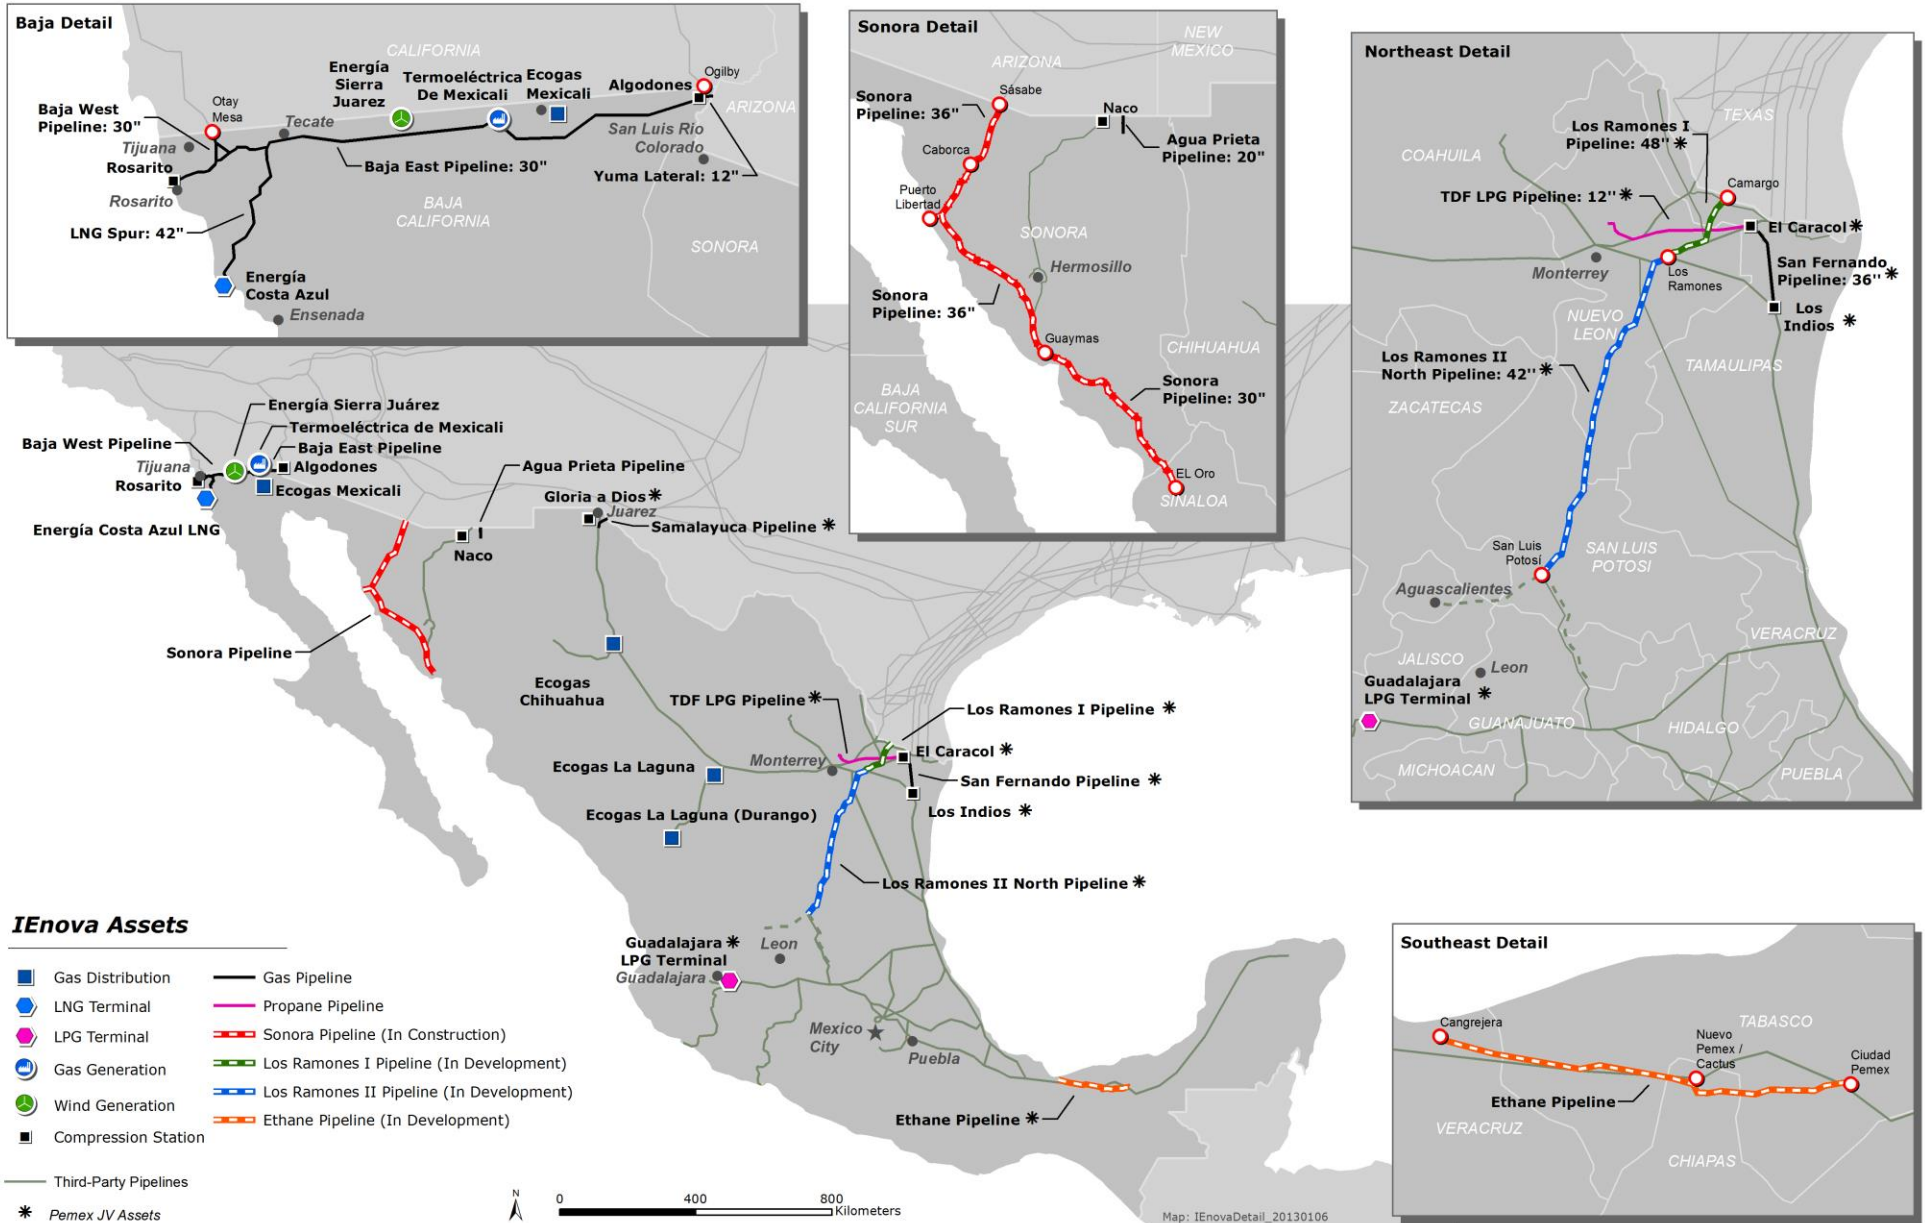 Baja Detail
CALIFORNIA
Energía
Sierra
Juarez
Termoeléctrica
De Mexicali
Ecogas
Mexicali
Algodones
Ogilby
ARIZONA
Otay
Mesa
Baja West
Pipeline: 30"
Tecate
Tijuana
Rosarito
Rosarito
San Luis Rio
Colorado
Baja East Pipeline: 30"
Yuma Lateral: 12"
BAJA
CALIFORNIA
LNG Spur: 42"
SONORA
Energía
Costa Azul
Ensenada
Sonora Detail
NEW
MEXICO
ARIZONA
Sásabe
Sonora
Pipeline: 36"
Naco
Agua Prieta
Pipeline: 20"
Caborca
Puerto
Libertad
SONORA
Hermosillo
Sonora
Pipeline: 36"
Guaymas
CHIHUAHUA
BAJA
CALIFORNIA
SUR
Sonora
Pipeline: 30"
EL Oro
SINALOA
Northeast Detail
TEXAS
Los Ramones I
Pipeline: 48" *
COAHUILA
TDF LPG Pipeline: 12'' *
Camargo
El Caracol *
Monterrey
Los
Ramones
San Fernando
Pipeline: 36'' *
Los
Indios *
NUEVO
LEON
Los Ramones II
North Pipeline: 42'' *
TAMAULIPAS
ZACATECAS
San Luis
Potosí
SAN LUIS
POTOSI
Aguascalientes
VERACRUZ
JALISCO
Leon
Guadalajara
LPG Terminal *
GUANAJUATO
HIDALGO
MICHOACAN
PUEBLA
Energía Sierra Juárez
Termoeléctrica de Mexicali
Baja West Pipeline
Baja East Pipeline
Tijuana
Algodones
Rosarito
Ecogas Mexicali
Energía Costa Azul LNG
Agua Prieta Pipeline
Gloria a Dios *
Juarez
Samalayuca Pipeline *
Naco
Sonora Pipeline
Ecogas
Chihuahua
TDF LPG Pipeline *
Los Ramones I Pipeline *
El Caracol *
Monterrey
Ecogas La Laguna
San Fernando Pipeline *
Ecogas La Laguna (Durango)
Los Indios *
Los Ramones II North Pipeline *
Guadalajara *
LPG Terminal
Leon
Guadalajara
Mexico
City
Puebla
Ethane Pipeline *
Southeast Detail
Cangrejera
TABASCO
Nuevo
Pemex /
Cactus
Ciudad
Pemex
Ethane Pipeline
VERACRUZ
CHIAPAS
IEnova Assets
Gas Distribution
LNG Terminal
LPG Terminal
Gas Generation
Wind Generation
Compression Station
Gas Pipeline
Propane Pipeline
Sonora Pipeline (In Construction)
Los Ramones I Pipeline (In Development)
Los Ramones II Pipeline (In Development)
Ethane Pipeline (In Development)
Third-Party Pipelines
* Pemex JV Assets
N
0 400 800
Kilometers
Map: IEnovaDetail_20130106